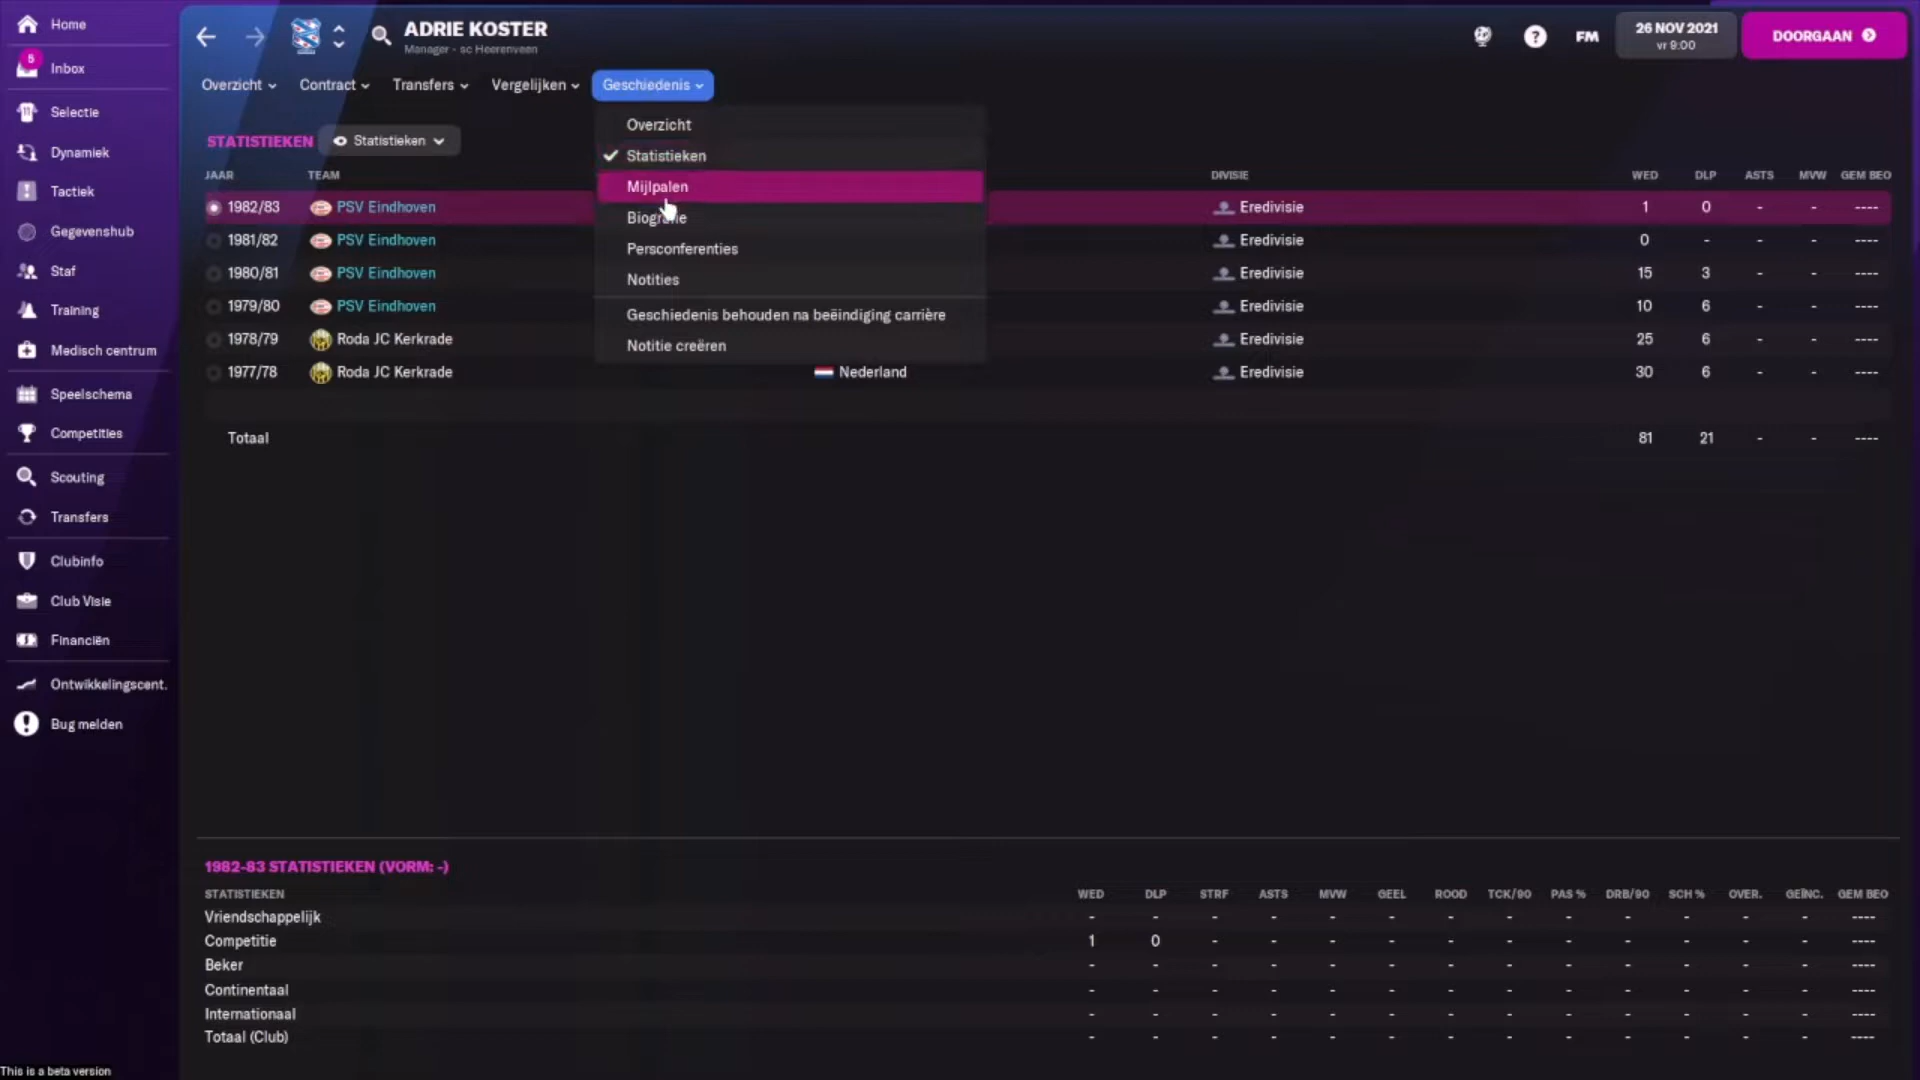 Home
ADRIE KOSTER
Manager - sc Heerenveen
FM
26 NOV 2021
vr 9:00
DOORGAAN
5
Inbox
Overzicht
Contract
Transfers
Vergelijken
Geschiedenis
Selectie
Dynamiek
Tactiek
Gegevenshub
Staf
Training
Medisch centrum
Speelschema
Competities
Scouting
Transfers
Clubinfo
Club Visie
Financiën
Ontwikkelingscent.
Bug melden
This is a beta version
Overzicht
Statistieken
Mijlpalen
Biografie
Persconferenties
Notities
Geschiedenis behouden na beëindiging carrière
Notitie creëren
STATISTIEKEN Statistieken
JAAR TEAM DIVISIE WED DLP ASTS MVW GEM BEO
1982/83 PSV Eindhoven Eredivisie 1 0 - - ----
1981/82 PSV Eindhoven Eredivisie 0 - - - ----
1980/81 PSV Eindhoven Eredivisie 15 3 - - ----
1979/80 PSV Eindhoven Eredivisie 10 6 - - ----
1978/79 Roda JC Kerkrade Eredivisie 25 6 - - ----
1977/78 Roda JC Kerkrade Nederland Eredivisie 30 6 - - ----
Totaal 81 21 - - ----
1982-83 STATISTIEKEN (VORM: -)
STATISTIEKEN WED DLP STRF ASTS MVW GEEL ROOD TCK/90 PAS % DRB/90 SCH % OVER. GEÏNC. GEM BEO
Vriendschappelijk - - - - - - - - - - - - - ----
Competitie 1 0 - - - - - - - - - - - ----
Beker - - - - - - - - - - - - - ----
Continentaal - - - - - - - - - - - - - ----
Internationaal - - - - - - - - - - - - - ----
Totaal (Club) - - - - - - - - - - - - - ----